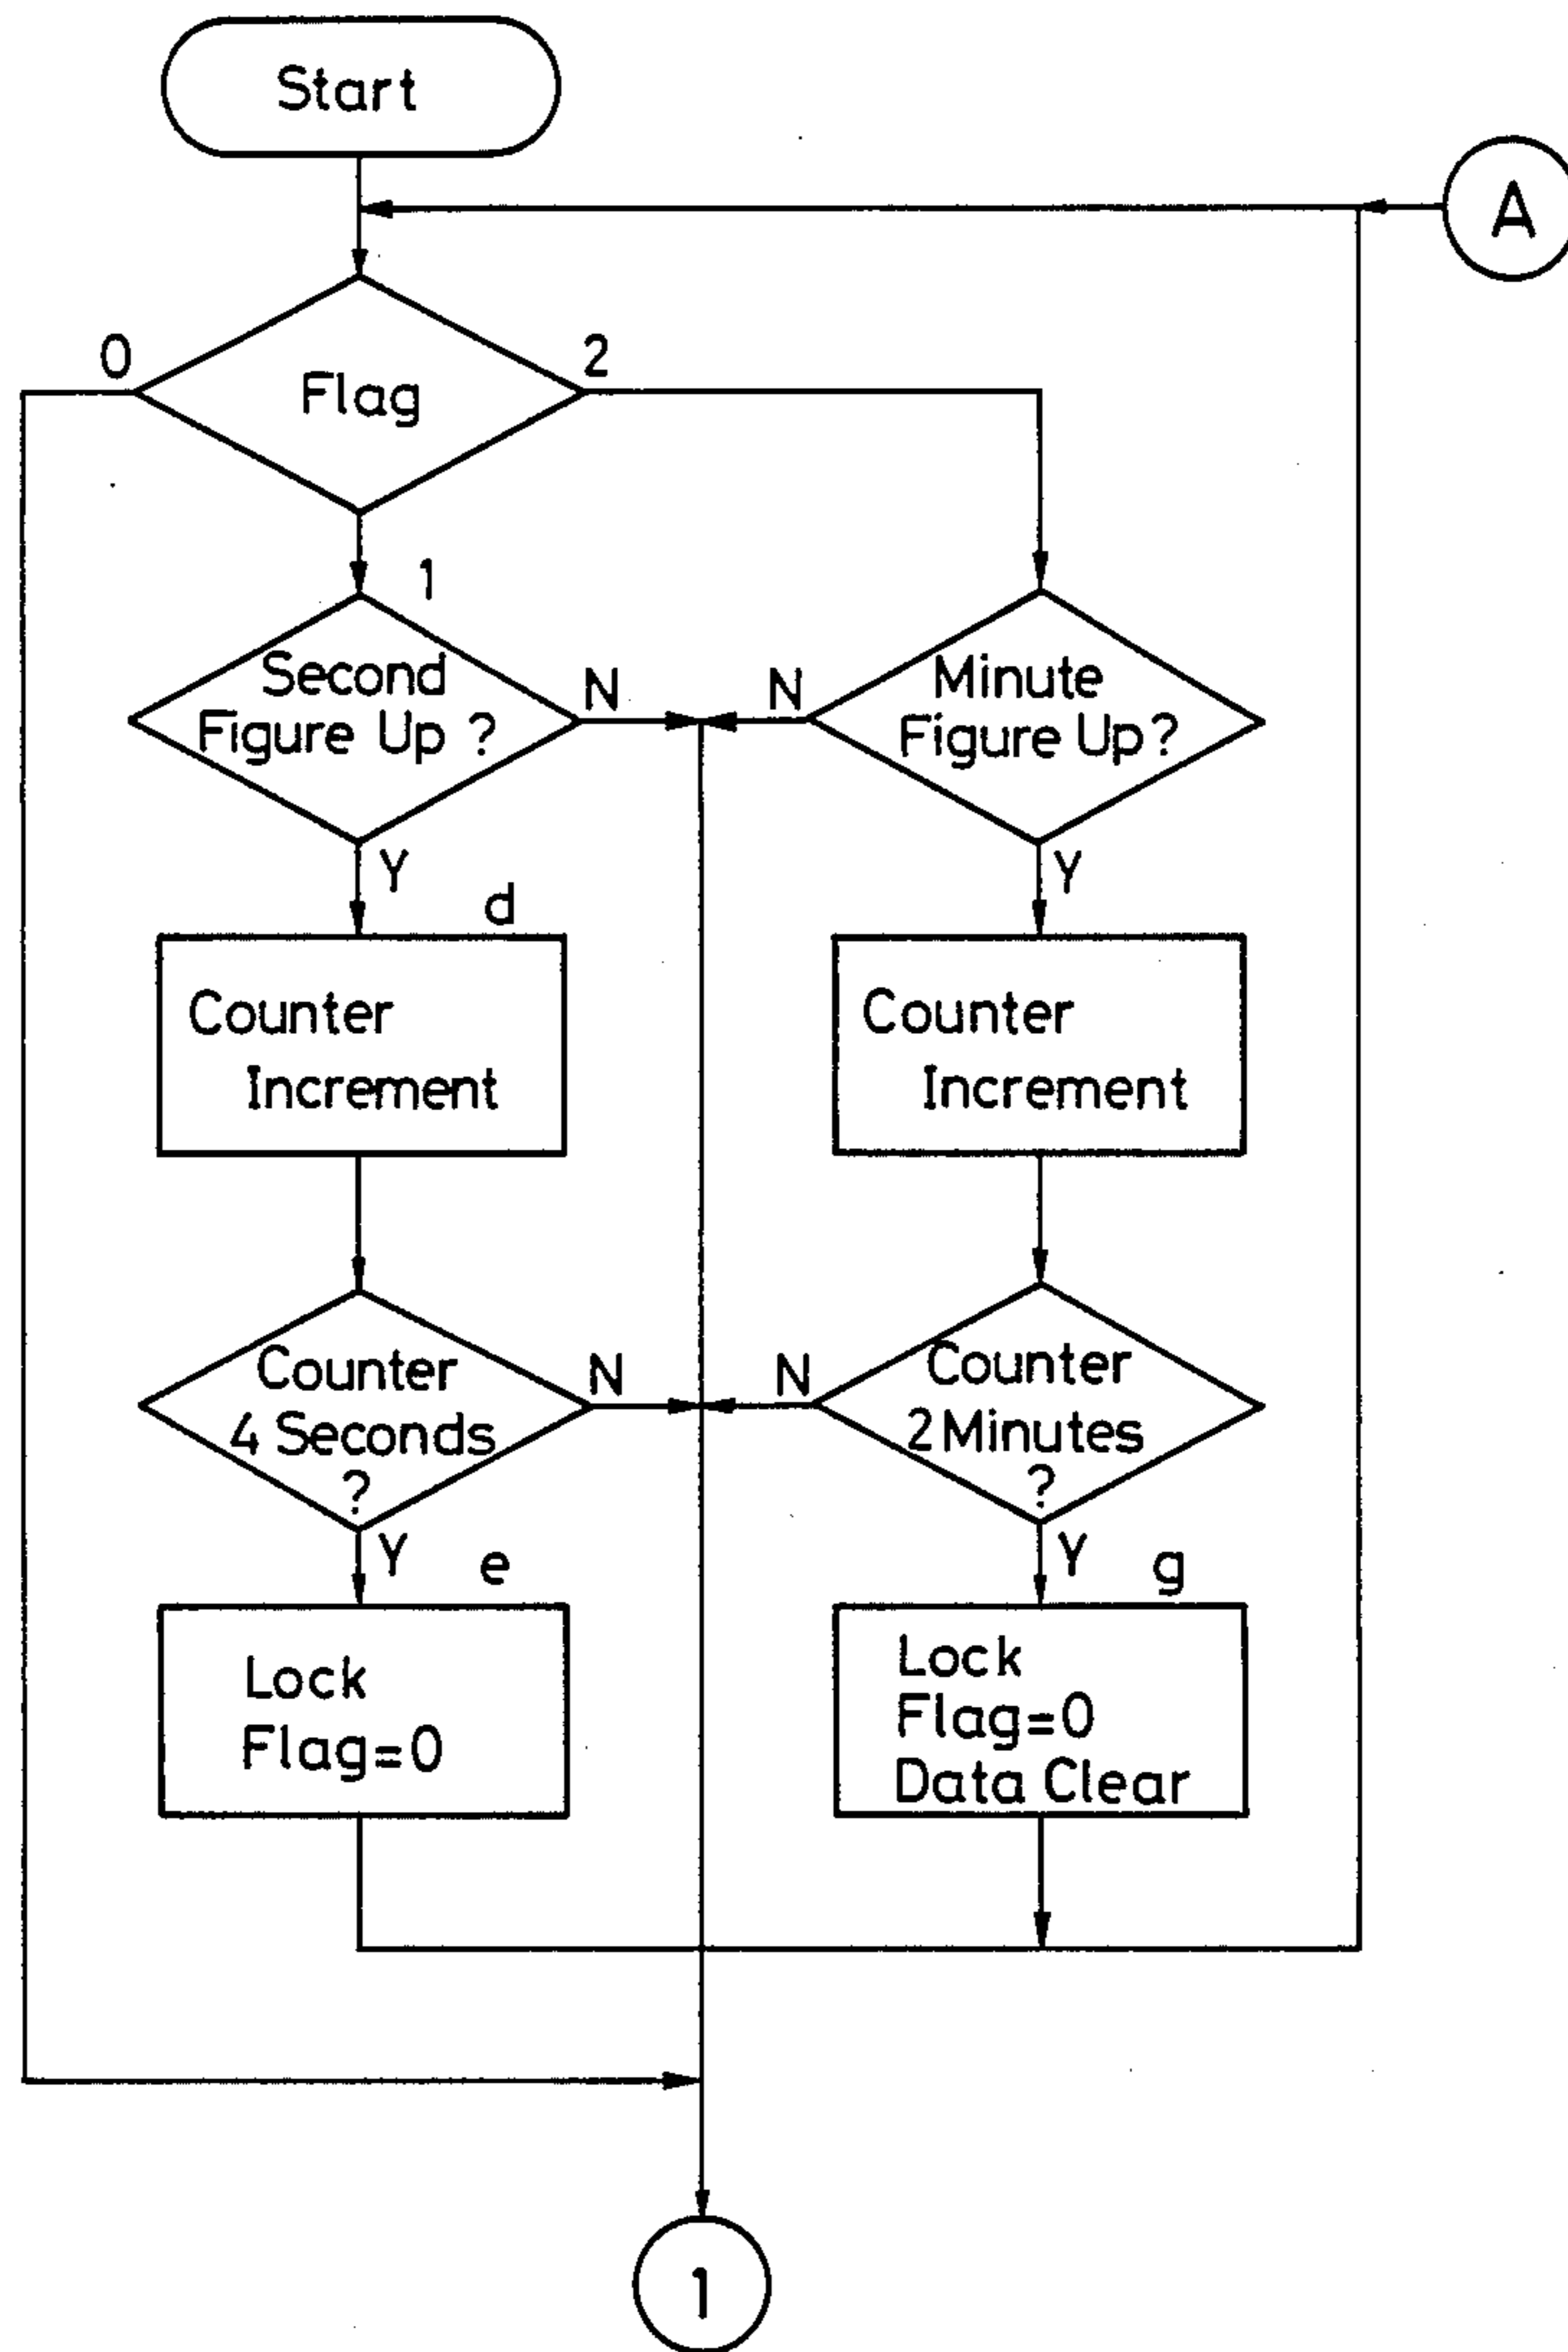 Start
A
0
2
Flag
1
Second
Figure Up ?
N
N
Minute
Figure Up?
Y
d
Y
Counter
Increment
Counter
Increment
Counter
4 Seconds
?
N
N
Counter
2 Minutes
?
Y
e
Y
g
Lock
Flag=0
Lock
Flag=0
Data Clear
1